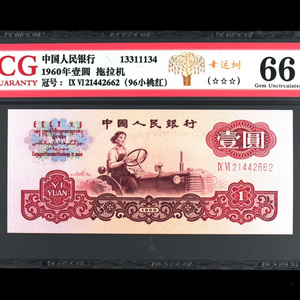 CG
UARANTY
中国人民银行 13311134
1960年壹圆 拖拉机
冠号：IX VI 21442662（96小桃红）
幸运树
(☆☆☆)
66
Gem Uncirculated
中国人民银行
壹圆
IX VI 21442662
YI
YUAN
1
1960